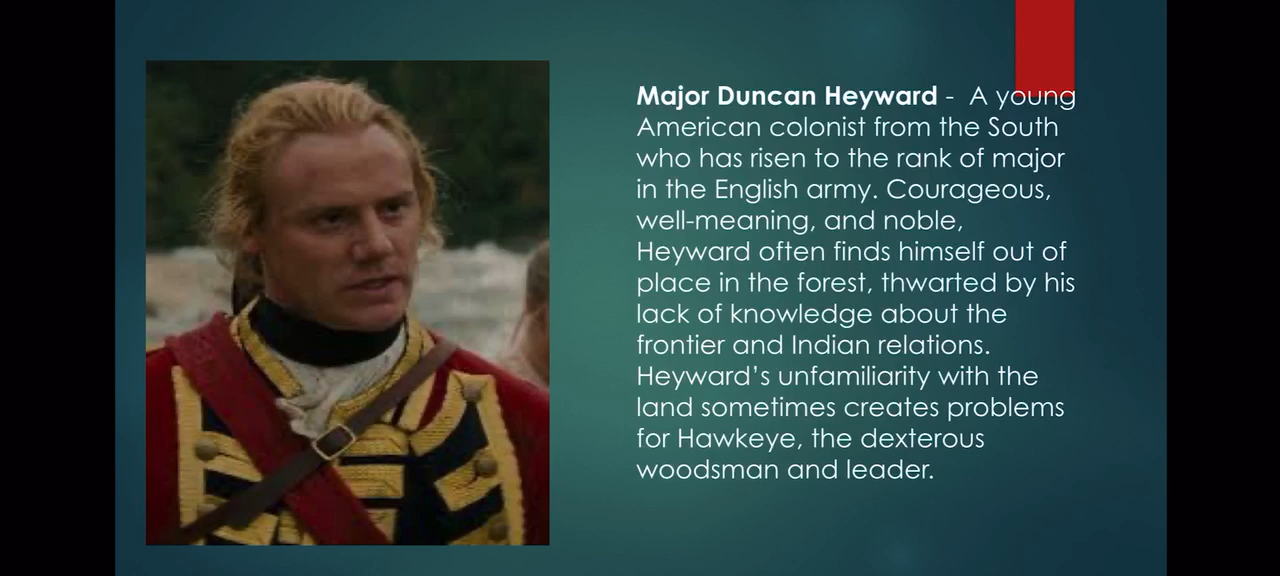 Major Duncan Heyward -  A young
American colonist from the South
who has risen to the rank of major
in the English army. Courageous,
well-meaning, and noble,
Heyward often finds himself out of
place in the forest, thwarted by his
lack of knowledge about the
frontier and Indian relations.
Heyward’s unfamiliarity with the
land sometimes creates problems
for Hawkeye, the dexterous
woodsman and leader.